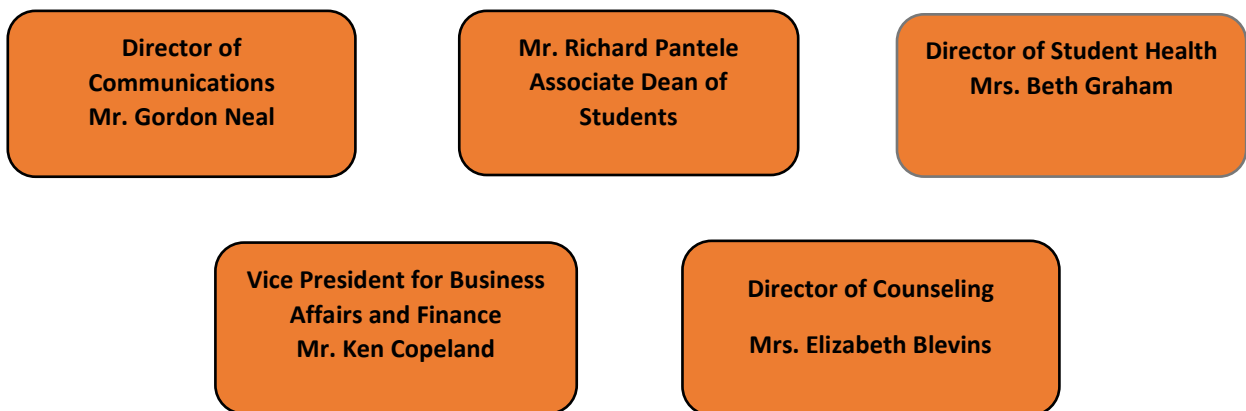 Director of
Communications
Mr. Gordon Neal
Mr. Richard Pantele
Associate Dean of
Students
Director of Student Health
Mrs. Beth Graham
Vice President for Business
Affairs and Finance
Mr. Ken Copeland
Director of Counseling
Mrs. Elizabeth Blevins